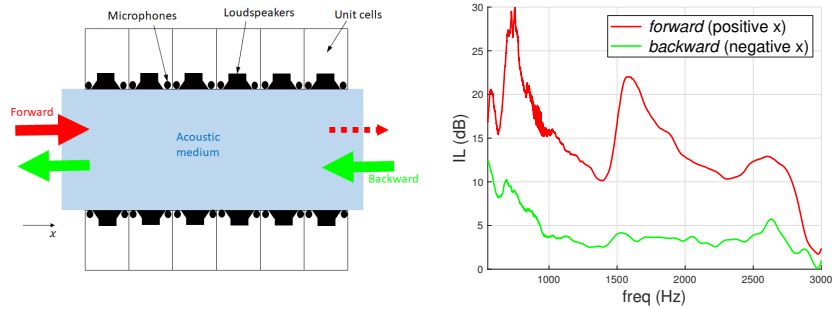 Microphones
Loudspeakers
Unit cells
Forward
Acoustic
medium
Backward
x
30
25
20
15
10
5
0
IL (dB)
forward (positive x)
backward (negative x)
1000
1500
2000
2500
3000
freq (Hz)